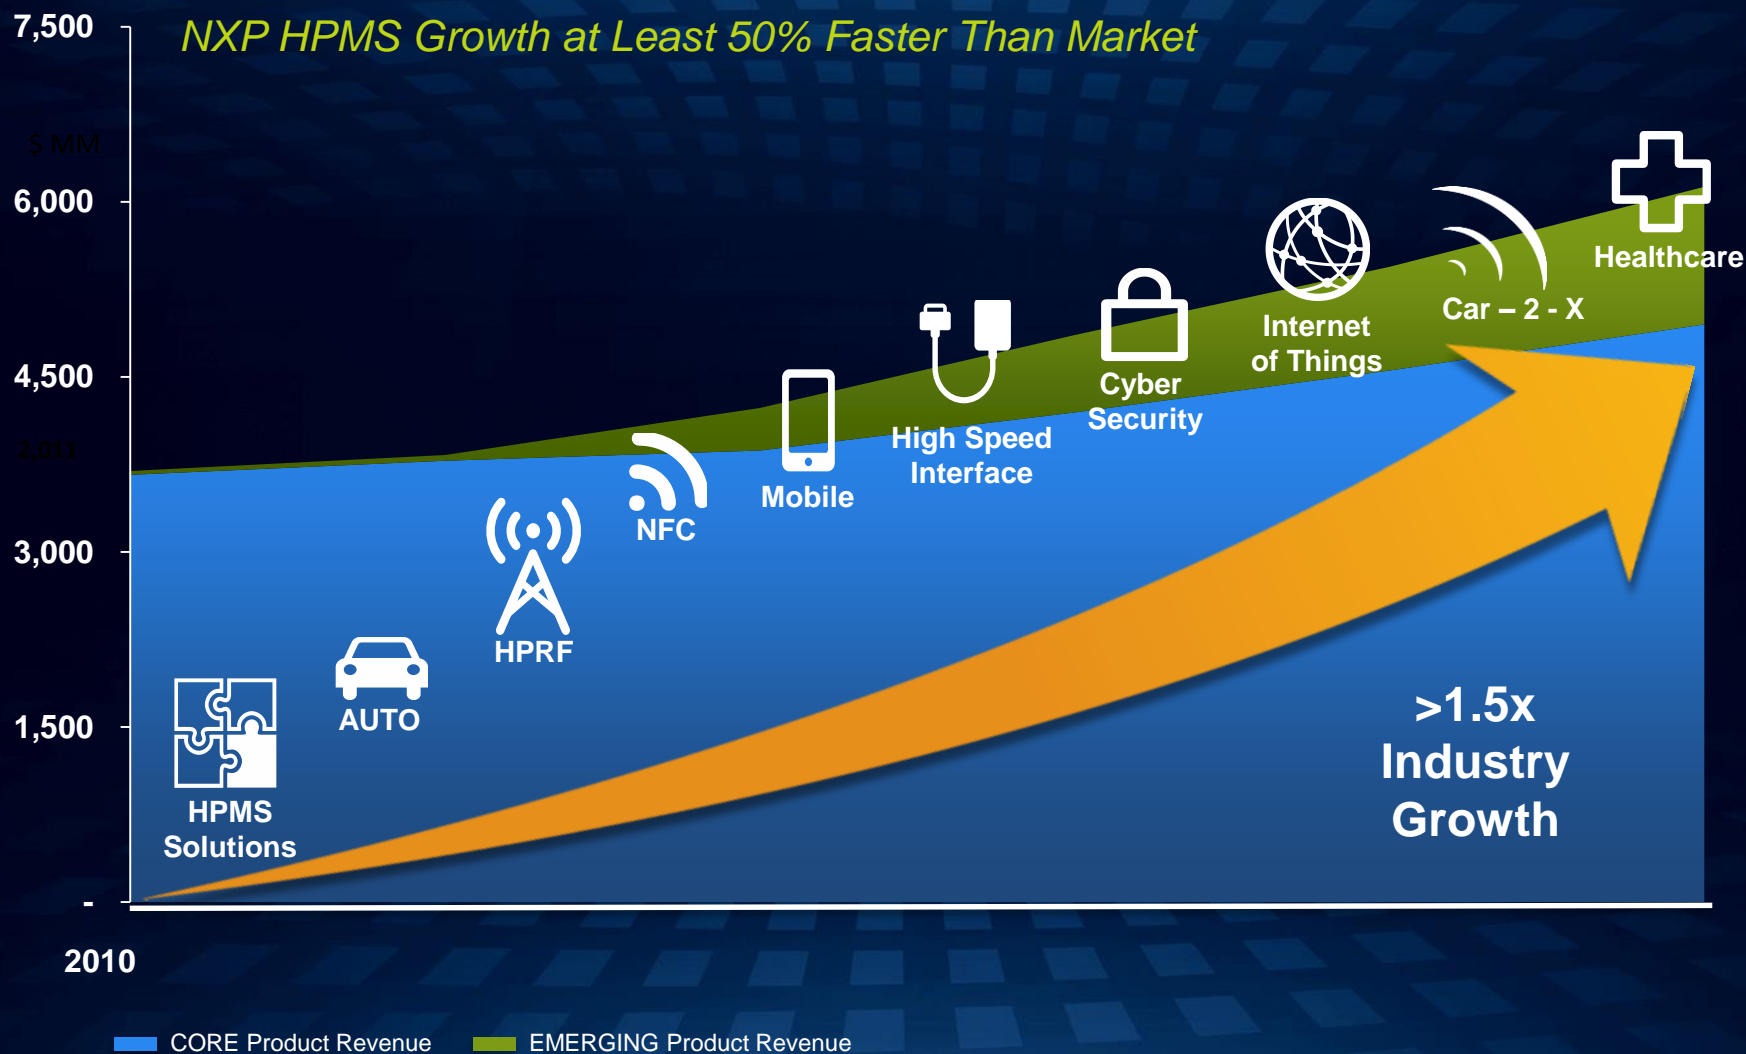 NXP HPMS Growth at Least 50% Faster Than Market
7,500
$ MM
6,000
4,500
3,000
1,500
-
2010
HPMS
Solutions
AUTO
HPRF
NFC
Mobile
High Speed
Interface
Cyber
Security
Internet
of Things
Car – 2 - X
Healthcare
>1.5x
Industry
Growth
CORE Product Revenue
EMERGING Product Revenue